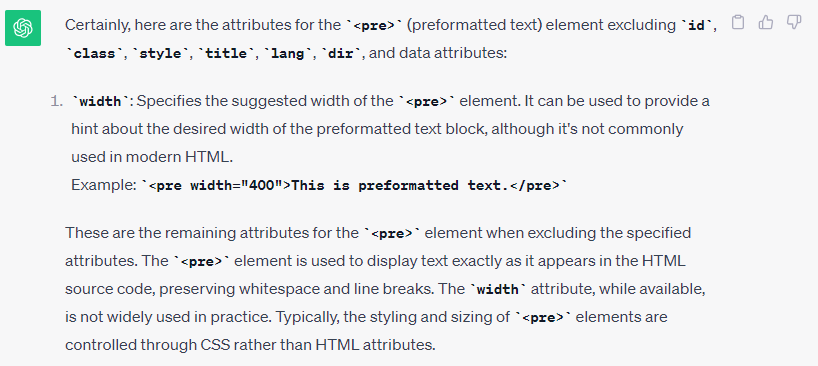 Certainly, here are the attributes for the `<pre>` (preformatted text) element excluding `id`,
`class`, `style`, `title`, `lang`, `dir`, and data attributes:
1. `width`: Specifies the suggested width of the `<pre>` element. It can be used to provide a
hint about the desired width of the preformatted text block, although it's not commonly
used in modern HTML.
Example: `<pre width="400">This is preformatted text.</pre>`
These are the remaining attributes for the `<pre>` element when excluding the specified
attributes. The `<pre>` element is used to display text exactly as it appears in the HTML
source code, preserving whitespace and line breaks. The `width` attribute, while available,
is not widely used in practice. Typically, the styling and sizing of `<pre>` elements are
controlled through CSS rather than HTML attributes.